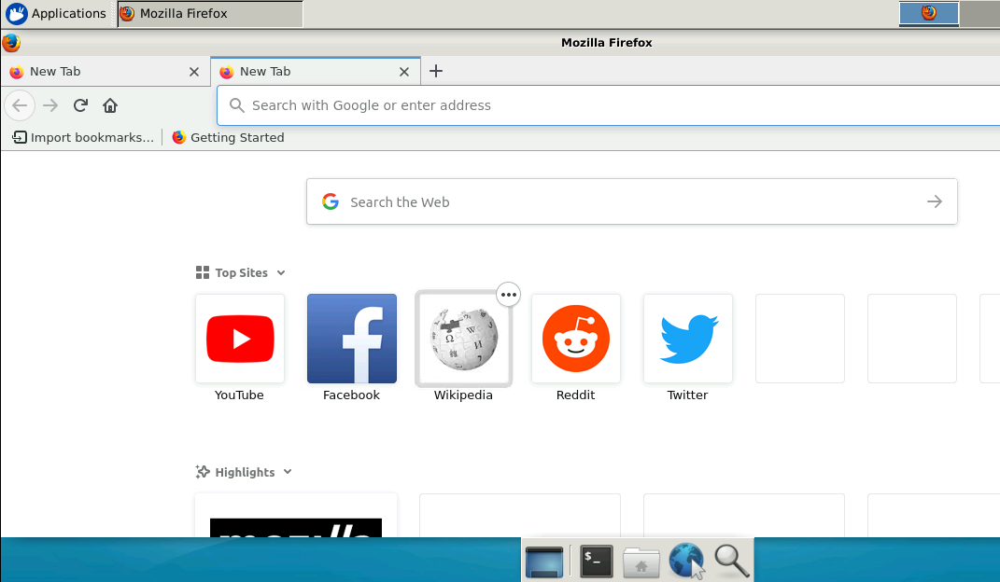 Applications
Mozilla Firefox
Mozilla Firefox
New Tab
New Tab
Search with Google or enter address
Import bookmarks...
Getting Started
Search the Web
Top Sites
YouTube
Facebook
Wikipedia
Reddit
Twitter
Highlights